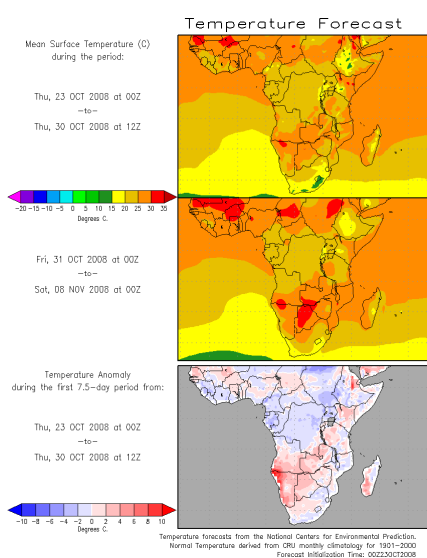 Temperature Forecast
Mean Surface Temperature (C)
during the period:
Thu, 23 OCT 2008 at 00Z
-to-
Thu, 30 OCT 2008 at 12Z
-20 -15 -10 -5 0 5 10 15 20 25 30 35
Degrees C.
Fri, 31 OCT 2008 at 00Z
-to-
Sat, 08 NOV 2008 at 00Z
Temperature Anomaly
during the first 7.5-day period from:
Thu, 23 OCT 2008 at 00Z
-to-
Thu, 30 OCT 2008 at 12Z
-10 -8 -6 -4 -2 0 2 4 6 8 10
Degrees C.
Temperature forecasts from the National Centers for Environmental Prediction.
Normal Temperature derived from CRU monthly climatology for 1901-2000
Forecast Initialization Time: 00Z23OCT2008